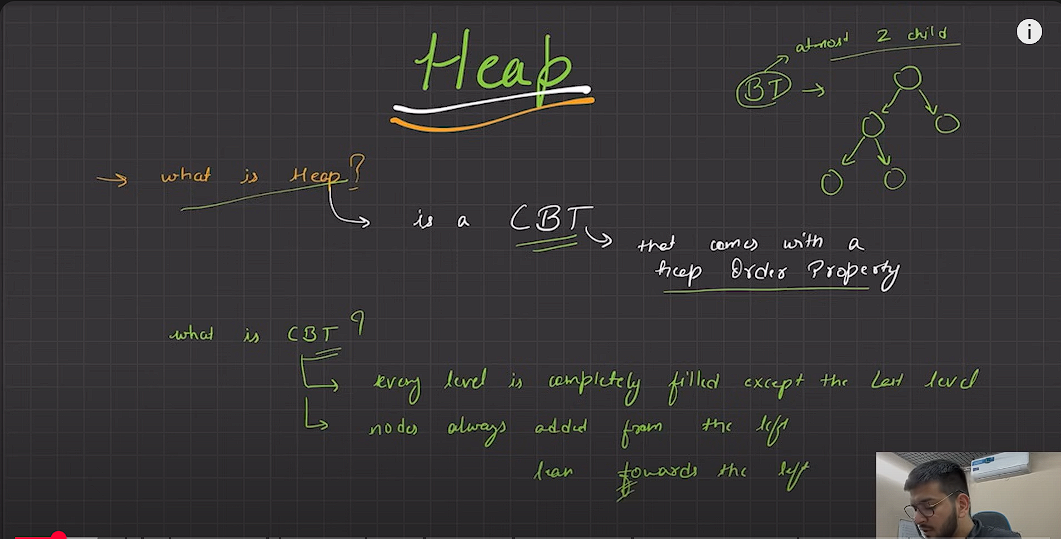 Heap
BT → atmost 2 child
→ what is Heap?
is a CBT
that comes with a
heap Order Property
what is CBT?
every level is completely filled except the last level
nodes always added from the left
lean towards the left